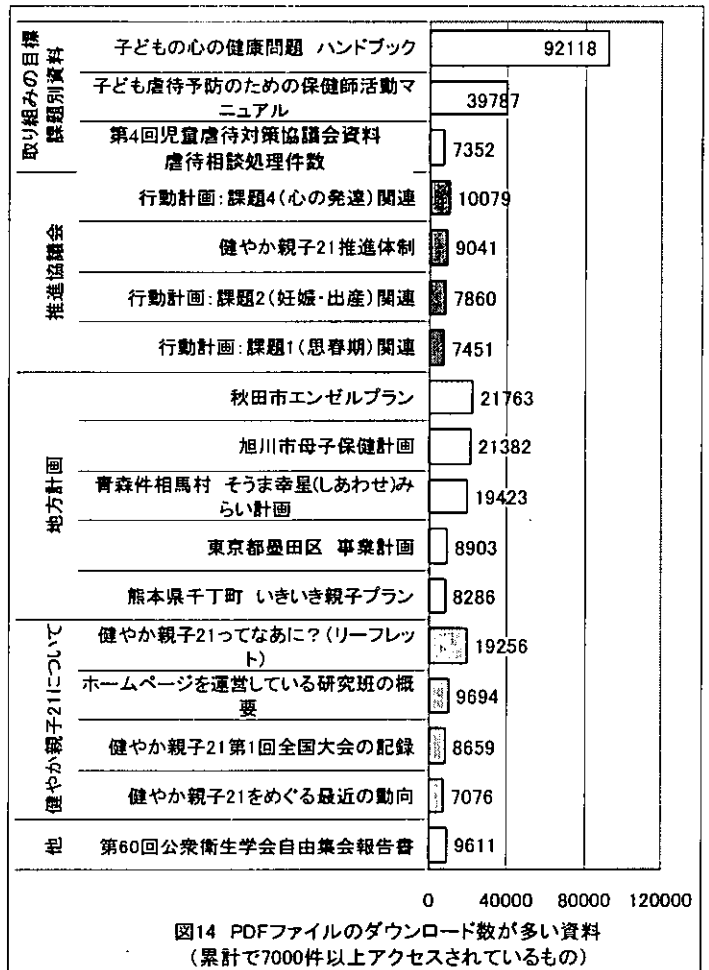 取り組みの目標
課題別資料
子どもの心の健康問題 ハンドブック
92118
子ども虐待予防のための保健師活動マ
ニュアル
39787
第4回児童虐待対策協議会資料
虐待相談処理件数
7352
推進協議会
行動計画:課題4(心の発達)関連
10079
健やか親子21推進体制
9041
行動計画:課題2(妊娠・出産)関連
7860
行動計画:課題1(思春期)関連
7451
地方計画
秋田市エンゼルプラン
21763
旭川市母子保健計画
21382
青森件相馬村 そうま幸星(しあわせ)み
らい計画
19423
東京都墨田区 事業計画
8903
熊本県千丁町 いきいき親子プラン
8286
健やか親子21について
健やか親子21ってなあに?(リーフレッ
ト)
19256
ホームページを運営している研究班の概
要
9694
健やか親子21第1回全国大会の記録
8659
健やか親子21をめぐる最近の動向
7076
他
第60回公衆衛生学会自由集会報告書
9611
0 40000 80000 120000
図14 PDFファイルのダウンロード数が多い資料
(累計で7000件以上アクセスされているもの)